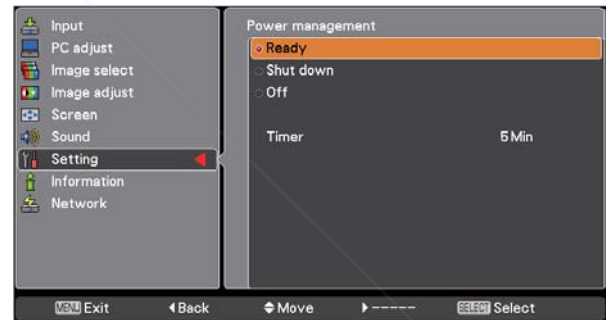 Input
PC adjust
Image select
Image adjust
Screen
Sound
Setting
Information
Network
Power management
Ready
Shut down
Off
Timer 5 Min
MENU Exit Back Move ----- SELECT Select